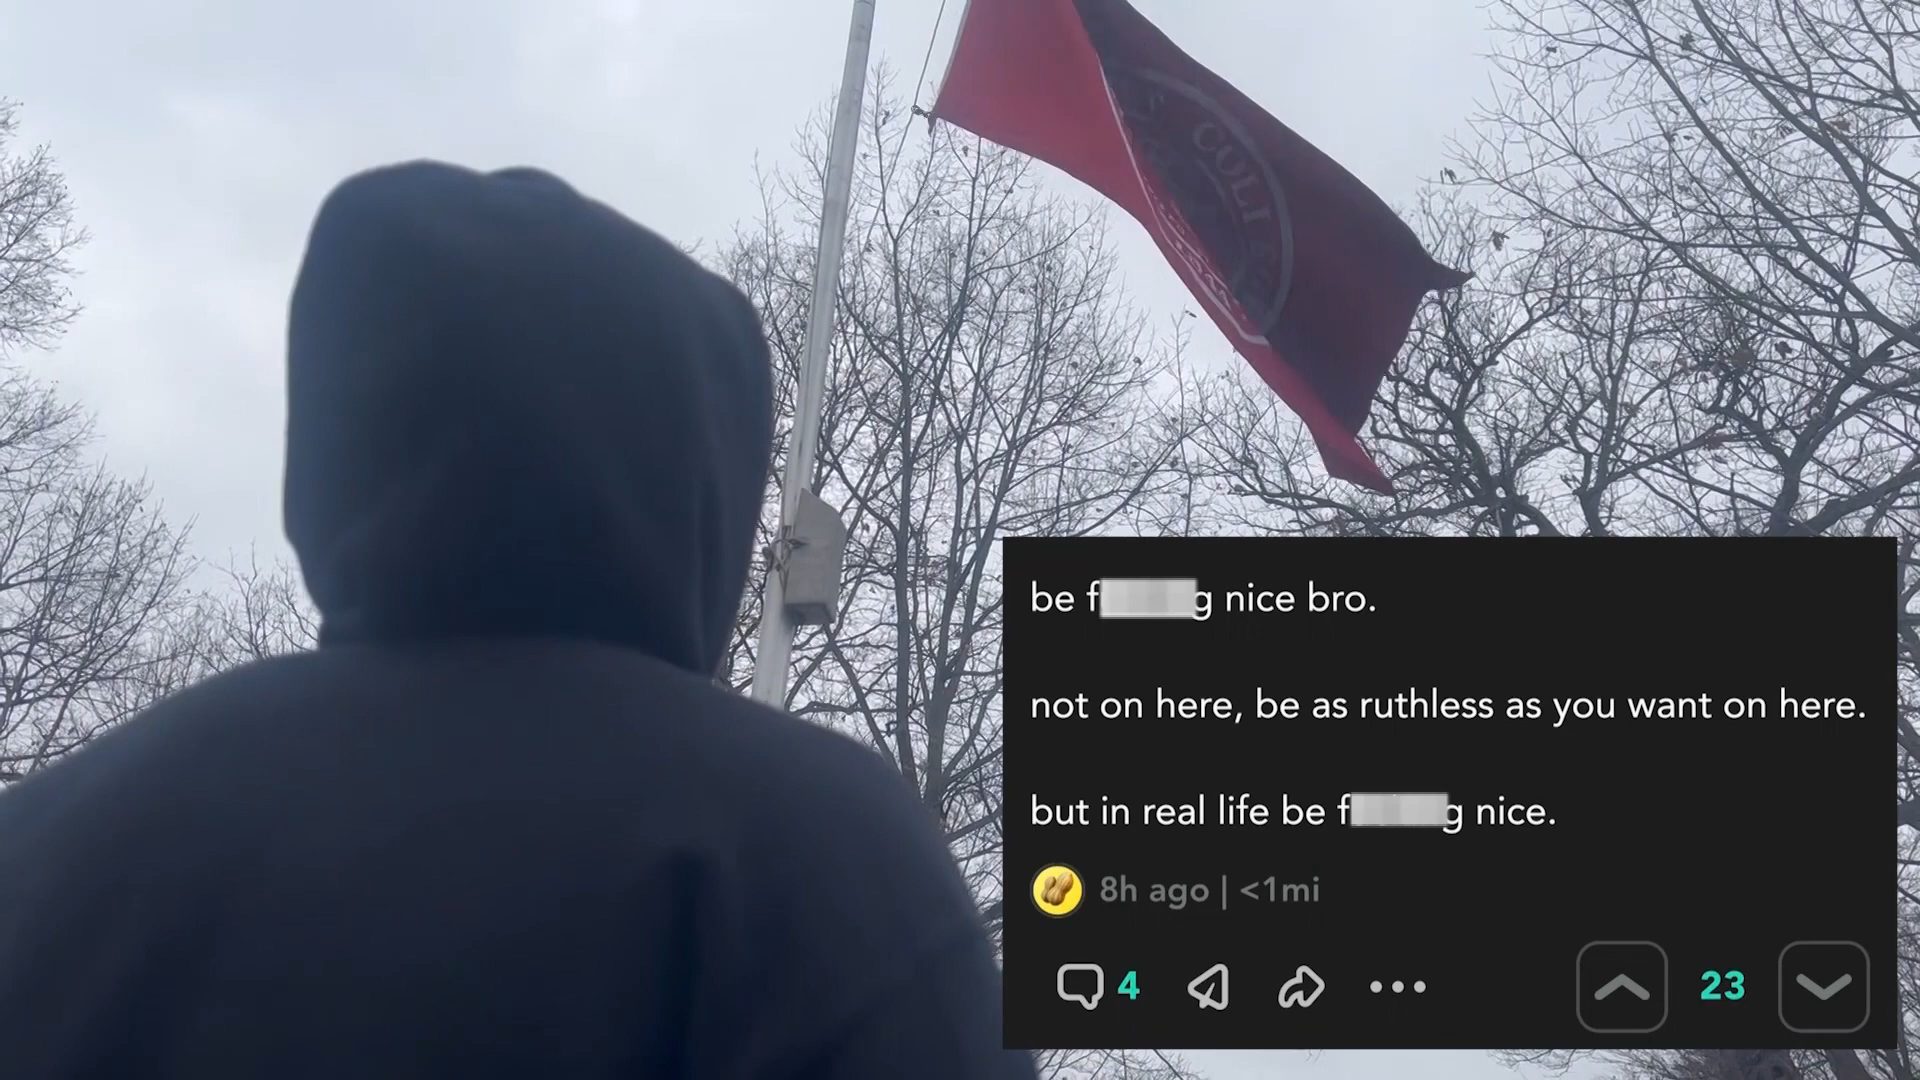 COLLEGE
be f g nice bro.
not on here, be as ruthless as you want on here.
but in real life be f g nice.
8h ago | <1mi
4
23